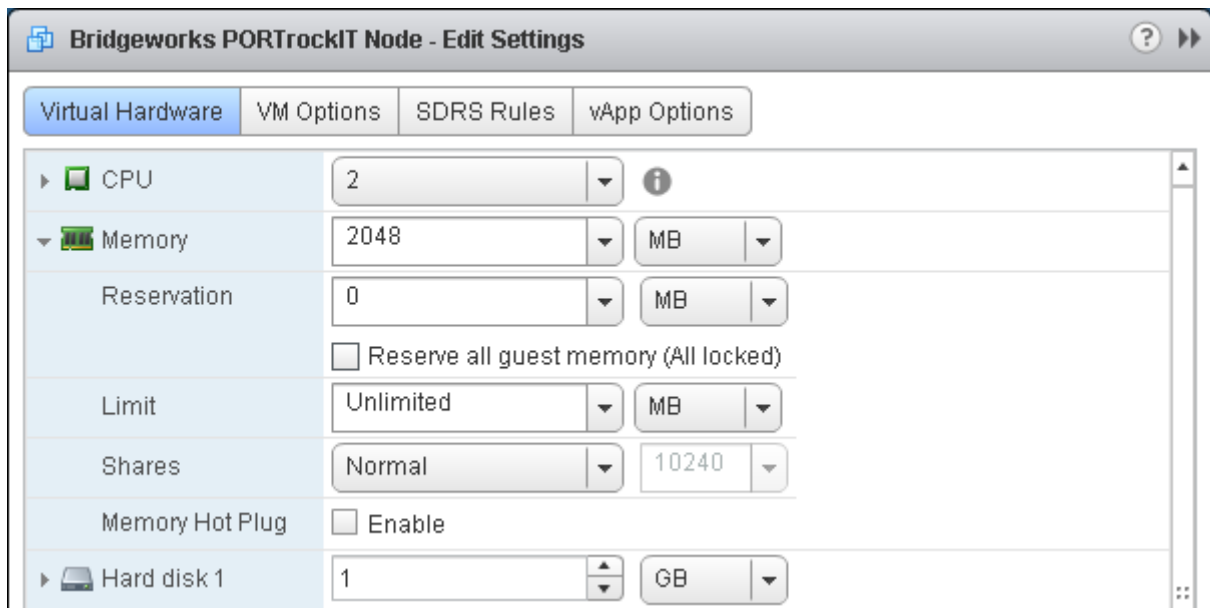 Bridgeworks PORTrockIT Node - Edit Settings ?
Virtual Hardware VM Options SDRS Rules vApp Options
CPU 2
Memory 2048 MB
Reservation 0 MB
Reserve all guest memory (All locked)
Limit Unlimited MB
Shares Normal 10240
Memory Hot Plug Enable
Hard disk 1 1 GB